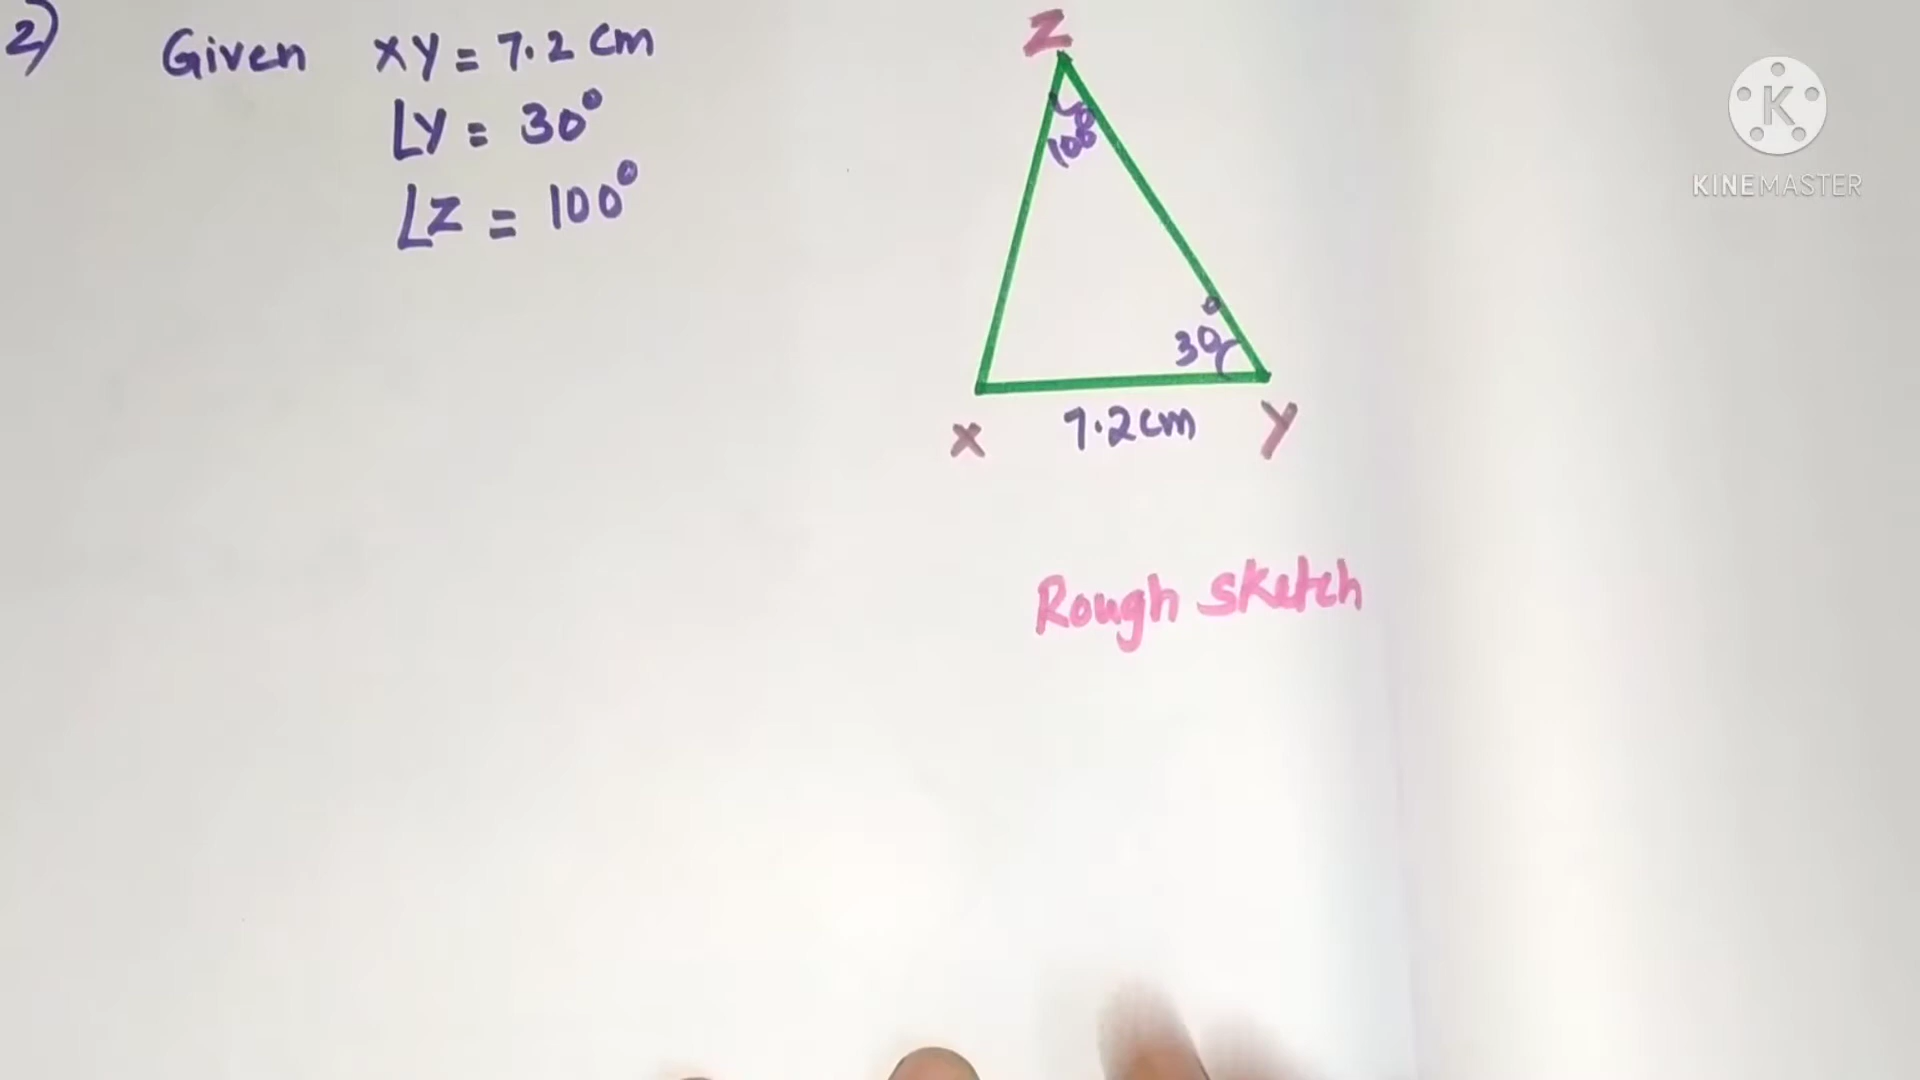 2)
Given XY = 7.2 cm
∠Y = 30°
∠Z = 100°
Z
100°
30°
X 7.2cm Y
Rough sketch
K
KINEMASTER